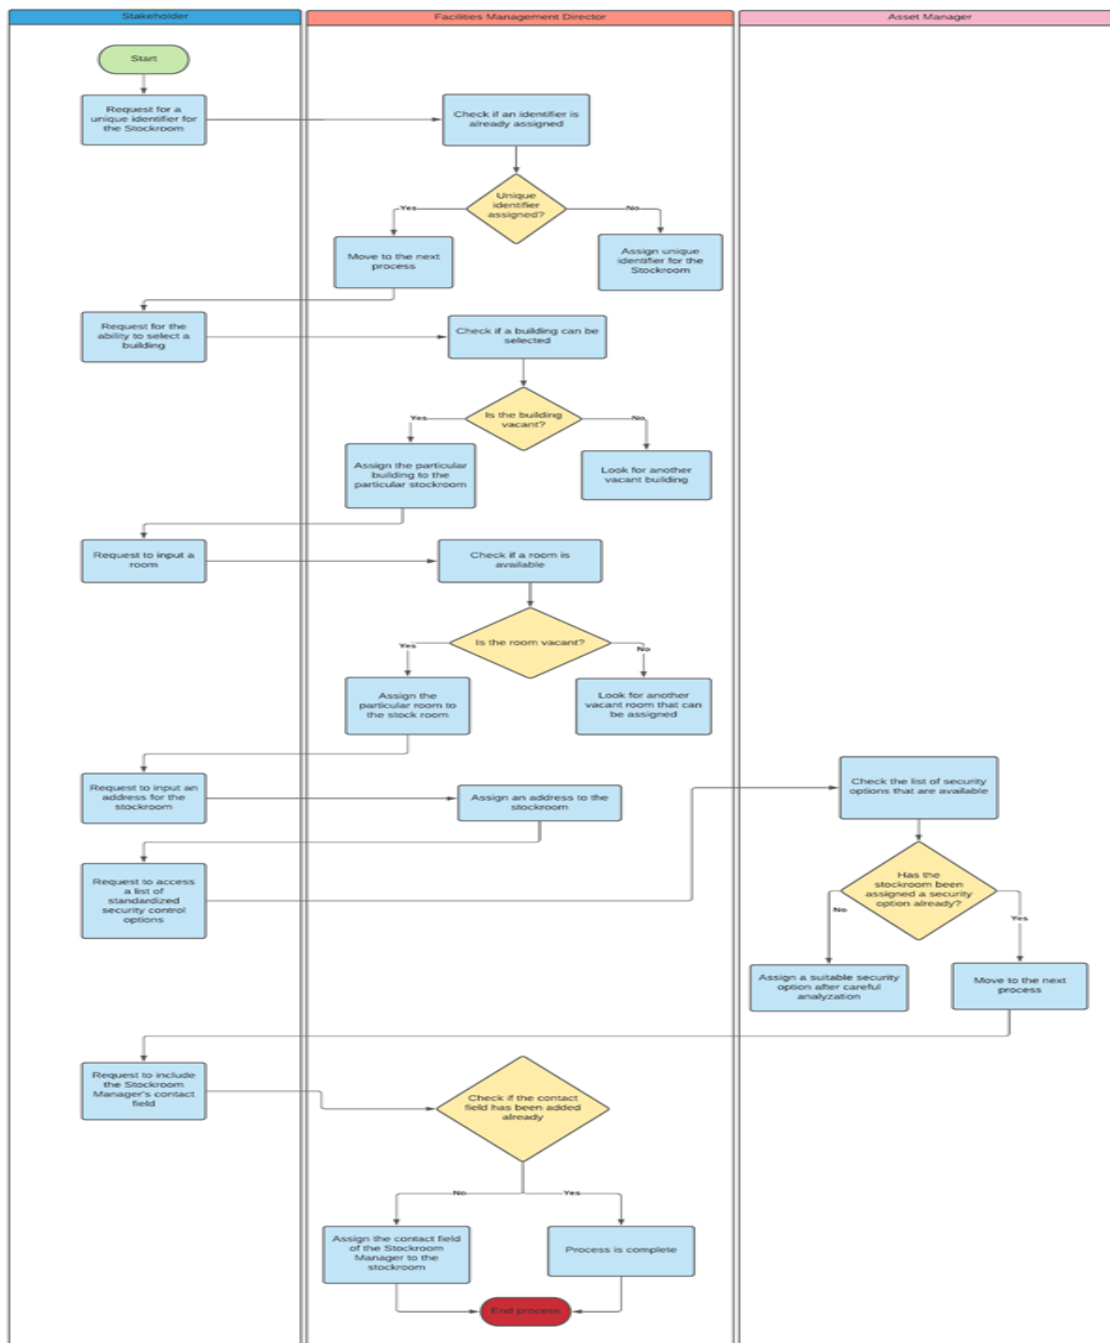 Stakeholder
Facilities Management Director
Asset Manager
Start
Request for a
unique identifier for
the Stockroom
Check if an identifier is
already assigned
Unique
identifier
assigned?
Yes
No
Move to the next
process
Assign unique
identifier for the
Stockroom
Request for the
ability to select a
building
Check if a building can be
selected
Is the building
vacant?
Yes
No
Assign the particular
building to the
particular stockroom
Look for another
vacant building
Request to input a
room
Check if a room is
available
Is the room vacant?
Yes
No
Assign the
particular room to
the stock room
Look for another
vacant room that can
be assigned
Request to input an
address for the
stockroom
Assign an address to the
stockroom
Check the list of security
options that are available
Request to access
a list of
standardized
security control
options
Has the
stockroom been
assigned a security
option already?
No
Yes
Assign a suitable security
option after careful
analyzation
Move to the next
process
Request to include
the Stockroom
Manager's contact
field
Check if the contact
field has been added
already
No
Yes
Assign the contact field
of the Stockroom
Manager to the
stockroom
Process is complete
End process